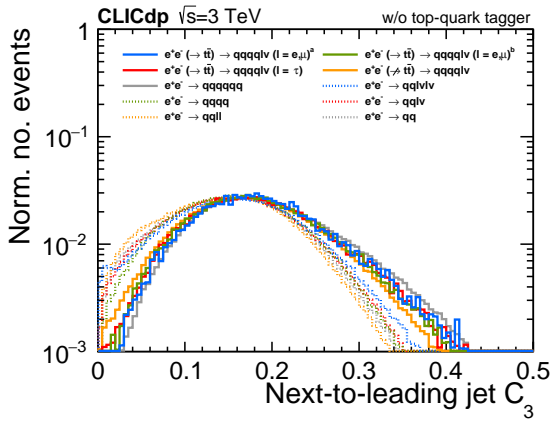 CLICdp √s=3 TeV w/o top-quark tagger
e⁺e⁻ (→ tt̄) → qqqqlν (l = e,μ)ᵃ
e⁺e⁻ (→ tt̄) → qqqqlν (l = e,μ)ᵇ
e⁺e⁻ (→ tt̄) → qqqqlν (l = τ)
e⁺e⁻ (↛ tt̄) → qqqqlν
e⁺e⁻ → qqqqqq
e⁺e⁻ → qqlνlν
e⁺e⁻ → qqqq
e⁺e⁻ → qqlν
e⁺e⁻ → qqll
e⁺e⁻ → qq
Norm. no. events
1
10⁻¹
10⁻²
10⁻³
0 0.1 0.2 0.3 0.4 0.5
Next-to-leading jet C₃